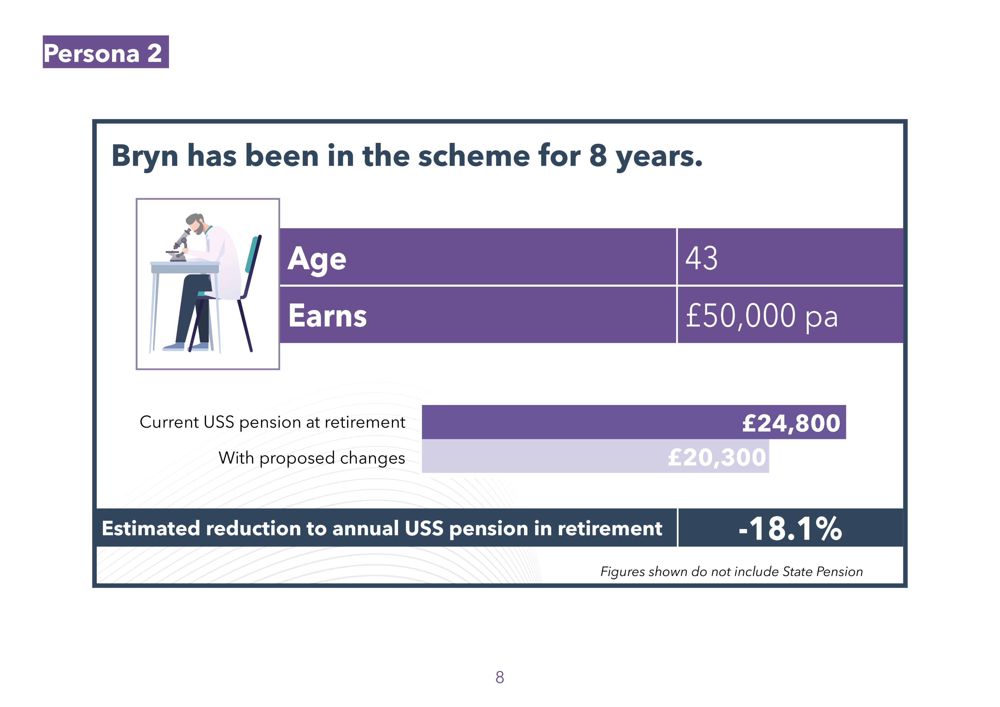 Persona 2
Bryn has been in the scheme for 8 years.
Age 43
Earns £50,000 pa
Current USS pension at retirement £24,800
With proposed changes £20,300
Estimated reduction to annual USS pension in retirement -18.1%
Figures shown do not include State Pension
8